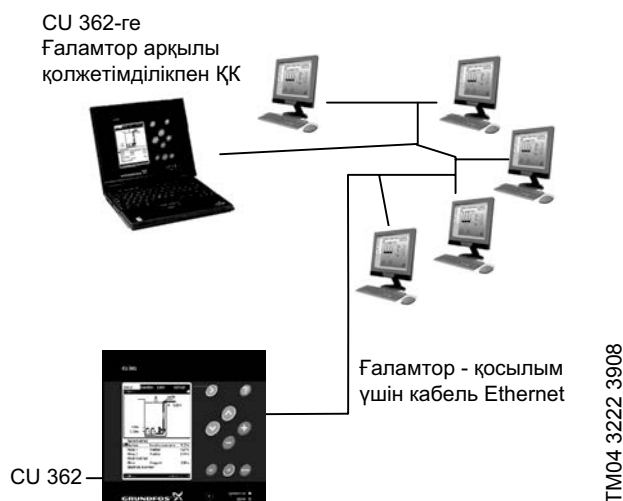 CU 362-ге
Ғаламтор арқылы
қолжетімділікпен ҚК
Ғаламтор - қосылым
үшін кабель Ethernet
CU 362
GRUNDFOS
TM04 3222 3908